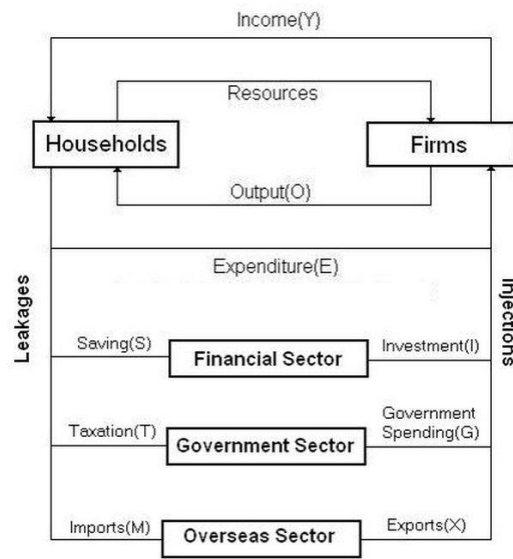 Income(Y)
Resources
Households
Firms
Output(O)
Expenditure(E)
Leakages
Injections
Saving(S)
Financial Sector
Investment(I)
Taxation(T)
Government Sector
Government
Spending(G)
Imports(M)
Overseas Sector
Exports(X)